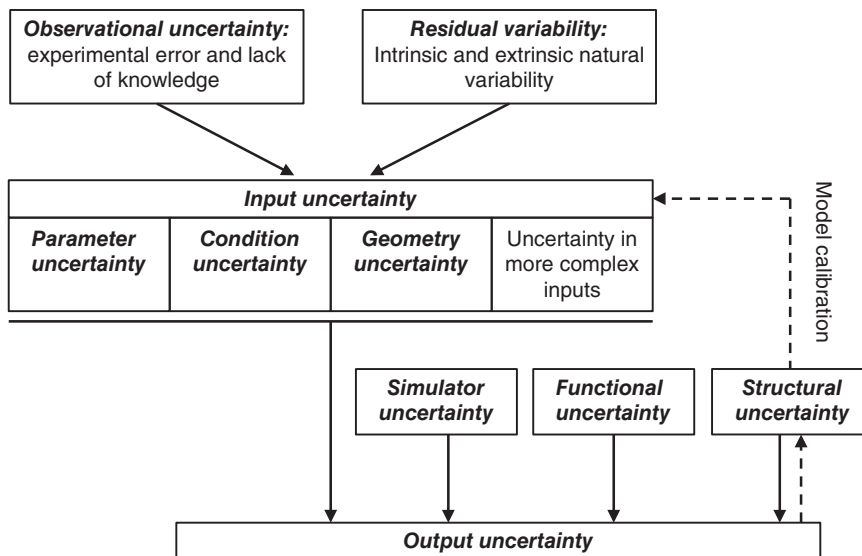 Observational uncertainty:
experimental error and lack
of knowledge
Residual variability:
Intrinsic and extrinsic natural
variability
Input uncertainty
Parameter
uncertainty
Condition
uncertainty
Geometry
uncertainty
Uncertainty in
more complex
inputs
Model calibration
Simulator
uncertainty
Functional
uncertainty
Structural
uncertainty
Output uncertainty